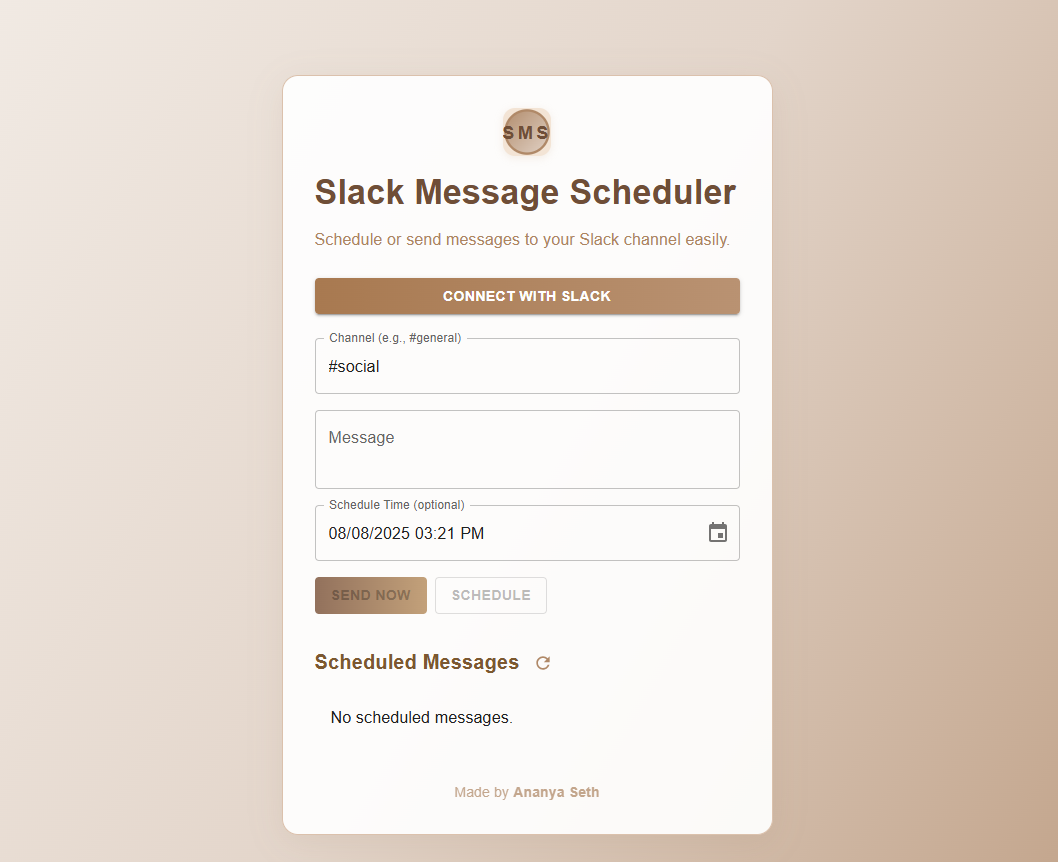 S M S
Slack Message Scheduler
Schedule or send messages to your Slack channel easily.
CONNECT WITH SLACK
Channel (e.g., #general)
#social
Message
Schedule Time (optional)
08/08/2025 03:21 PM
SEND NOW SCHEDULE
Scheduled Messages
No scheduled messages.
Made by Ananya Seth